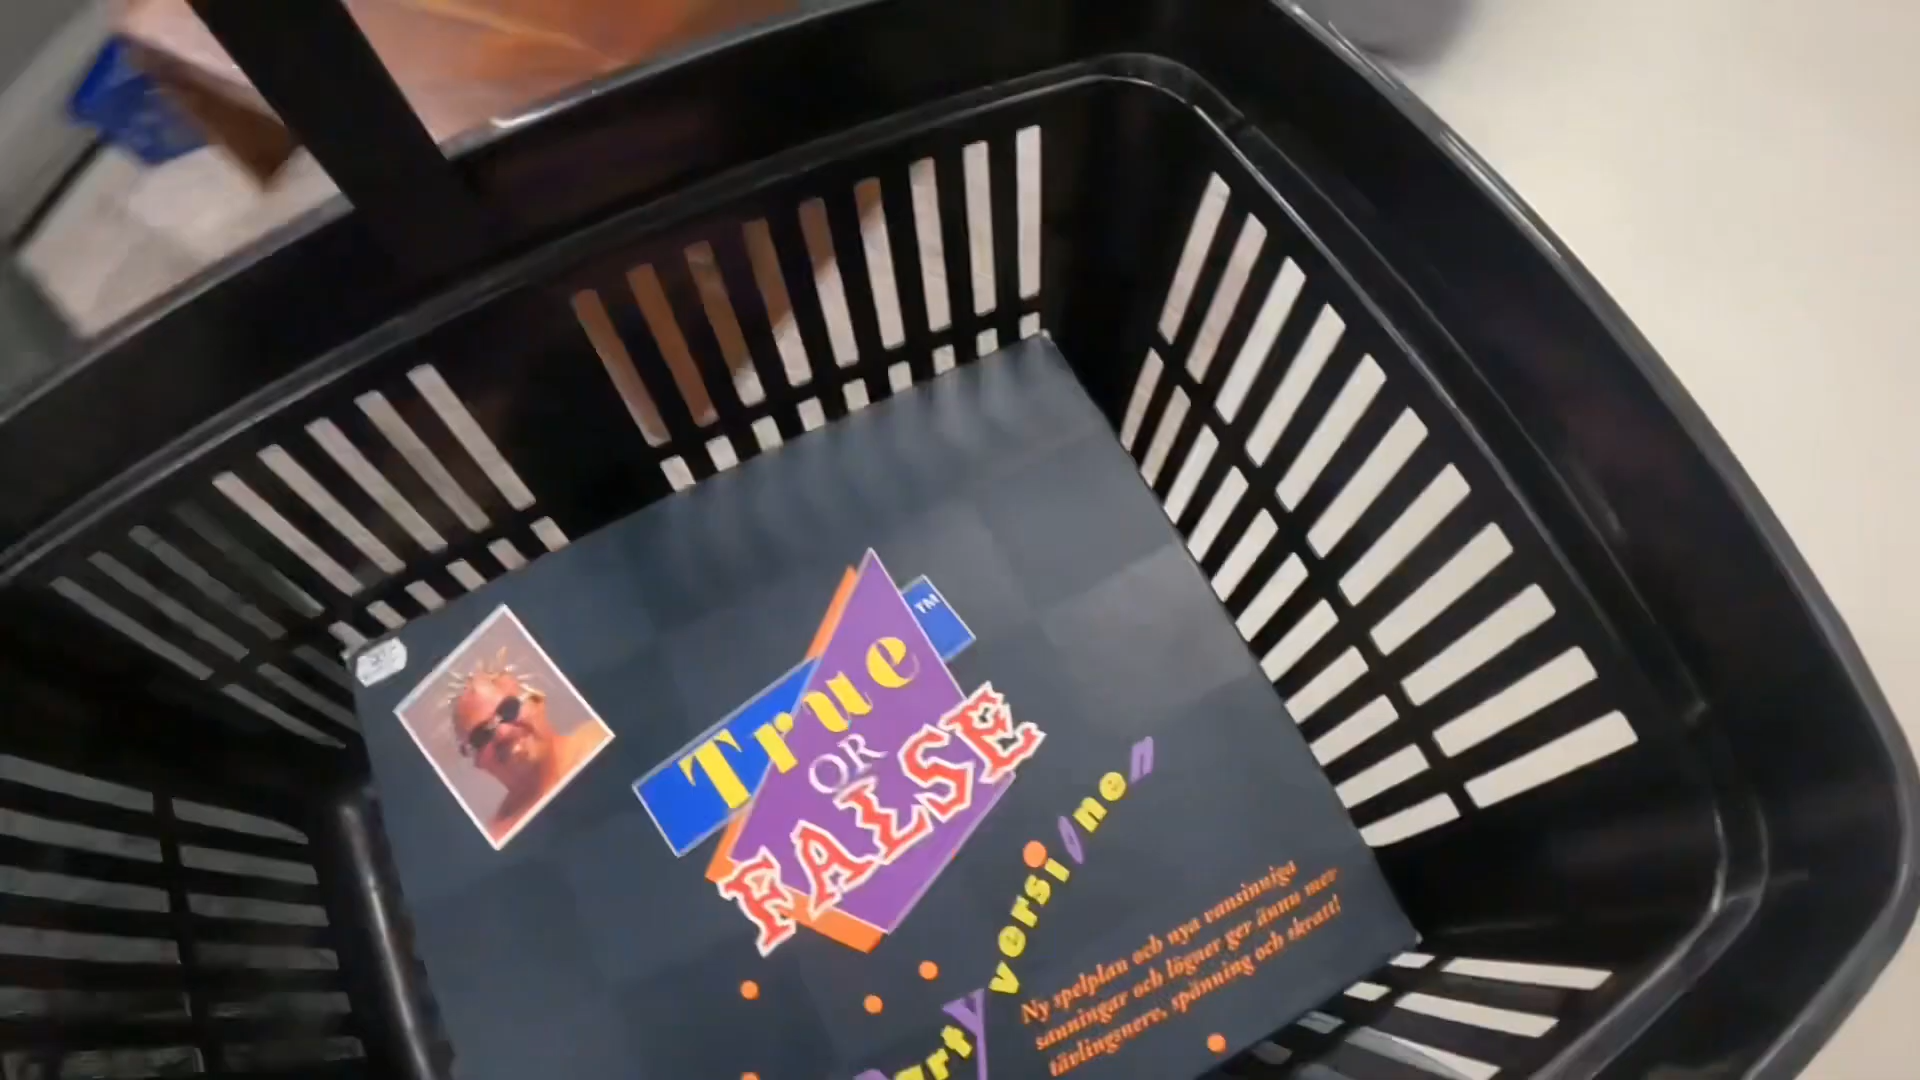 True
™
OR
FALSE
Partyversionen
Ny spelplan och nya vansinniga
sanningar och lögner ger ännu mer
tävlingsnerv, spänning och skratt!